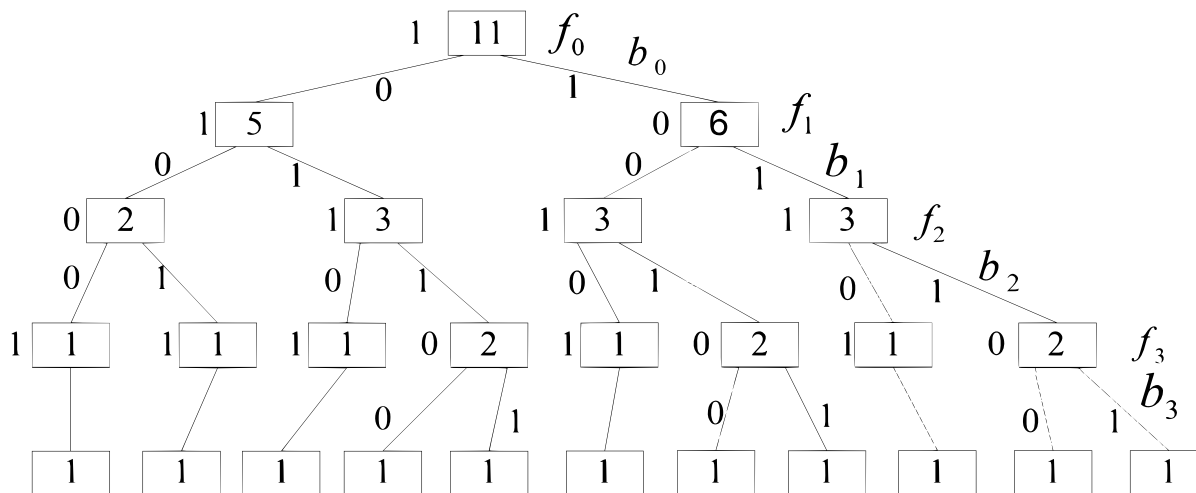 1 11 f₀
b₀
0 1
1 5 0 6 f₁
0 1 0 1 b₁
0 2 1 3 1 3 1 3 f₂
0 1 0 1 0 1 0 1 b₂
1 1 1 1 1 1 0 2 1 1 0 2 1 1 0 2 f₃
0 1 0 1 0 1 b₃
1 1 1 1 1 1 1 1 1 1 1